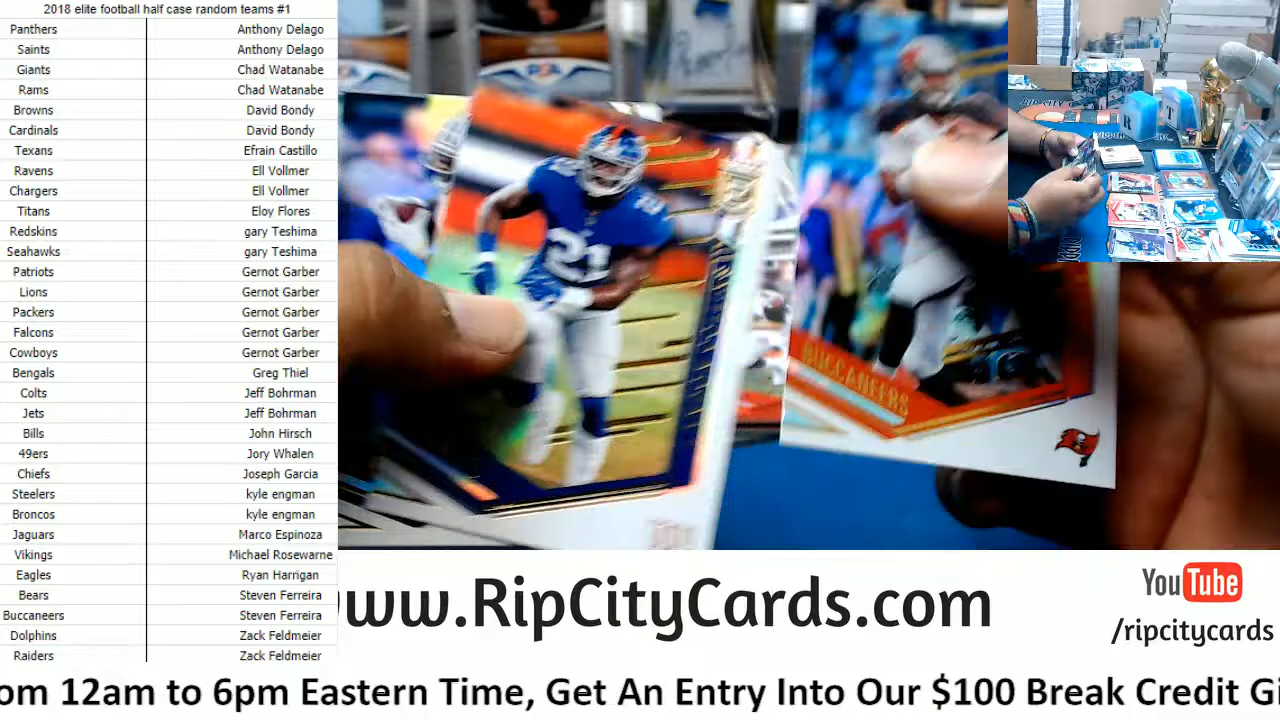 2018 elite football half case random teams #1
Panthers Anthony Delago
Saints Anthony Delago
Giants Chad Watanabe
Rams Chad Watanabe
Browns David Bondy
Cardinals David Bondy
Texans Efrain Castillo
Ravens Ell Vollmer
Chargers Ell Vollmer
Titans Eloy Flores
Redskins gary Teshima
Seahawks gary Teshima
Patriots Gernot Garber
Lions Gernot Garber
Packers Gernot Garber
Falcons Gernot Garber
Cowboys Gernot Garber
Bengals Greg Thiel
Colts Jeff Bohrman
Jets Jeff Bohrman
Bills John Hirsch
49ers Jory Whalen
Chiefs Joseph Garcia
Steelers kyle engman
Broncos kyle engman
Jaguars Marco Espinoza
Vikings Michael Rosewarne
Eagles Ryan Harrigan
Bears Steven Ferreira
Buccaneers Steven Ferreira
Dolphins Zack Feldmeier
Raiders Zack Feldmeier
21
BUCCANEERS
R T
www.RipCityCards.com
YouTube
/ripcitycards
om 12am to 6pm Eastern Time, Get An Entry Into Our $100 Break Credit Gi